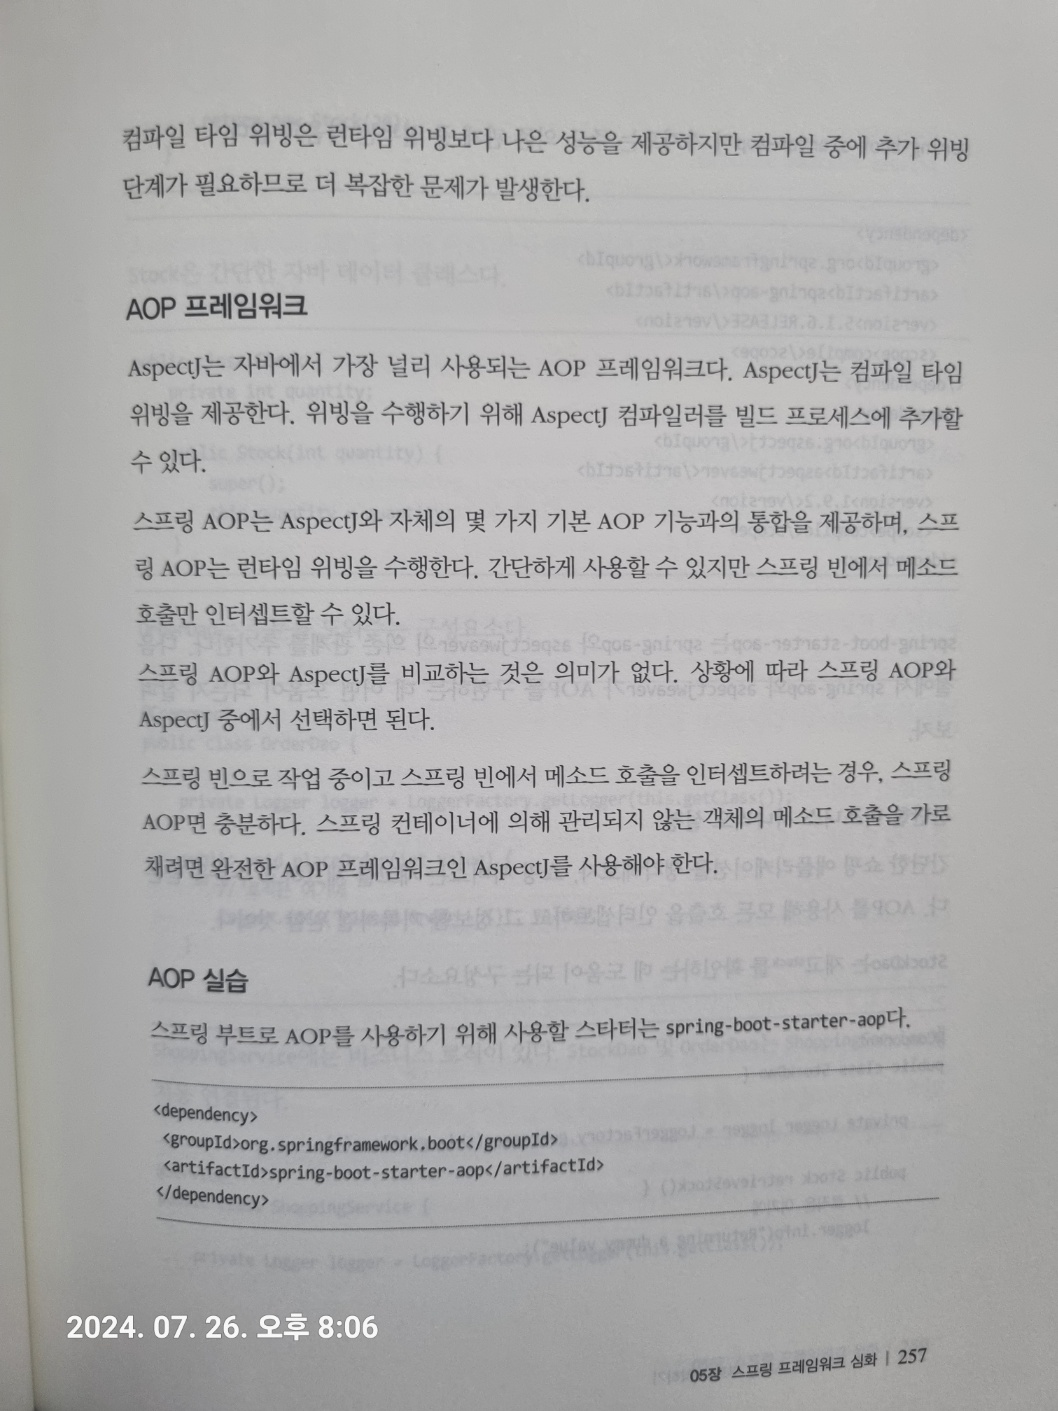 컴파일 타임 위빙은 런타임 위빙보다 나은 성능을 제공하지만 컴파일 중에 추가 위빙
단계가 필요하므로 더 복잡한 문제가 발생한다.
AOP 프레임워크
AspectJ는 자바에서 가장 널리 사용되는 AOP 프레임워크다. AspectJ는 컴파일 타임
위빙을 제공한다. 위빙을 수행하기 위해 AspectJ 컴파일러를 빌드 프로세스에 추가할
수 있다.
스프링 AOP는 AspectJ와 자체의 몇 가지 기본 AOP 기능과의 통합을 제공하며, 스프
링 AOP는 런타임 위빙을 수행한다. 간단하게 사용할 수 있지만 스프링 빈에서 메소드
호출만 인터셉트할 수 있다.
스프링 AOP와 AspectJ를 비교하는 것은 의미가 없다. 상황에 따라 스프링 AOP와
AspectJ 중에서 선택하면 된다.
스프링 빈으로 작업 중이고 스프링 빈에서 메소드 호출을 인터셉트하려는 경우, 스프링
AOP면 충분하다. 스프링 컨테이너에 의해 관리되지 않는 객체의 메소드 호출을 가로
채려면 완전한 AOP 프레임워크인 AspectJ를 사용해야 한다.
AOP 실습
스프링 부트로 AOP를 사용하기 위해 사용할 스타터는 spring-boot-starter-aop다.
<dependency>
<groupId>org.springframework.boot</groupId>
<artifactId>spring-boot-starter-aop</artifactId>
</dependency>
2024. 07. 26. 오후 8:06
05장 스프링 프레임워크 심화 | 257